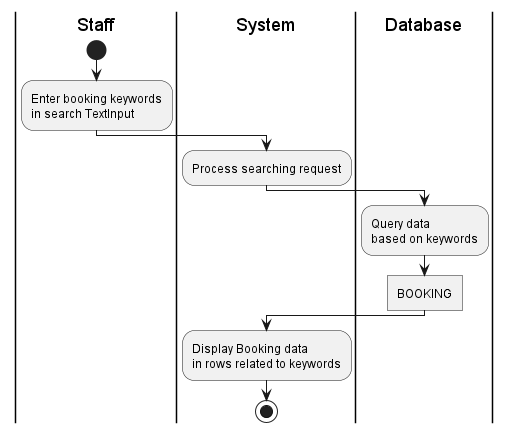 Staff
System
Database
Enter booking keywords
in search TextInput
Process searching request
Query data
based on keywords
BOOKING
Display Booking data
in rows related to keywords